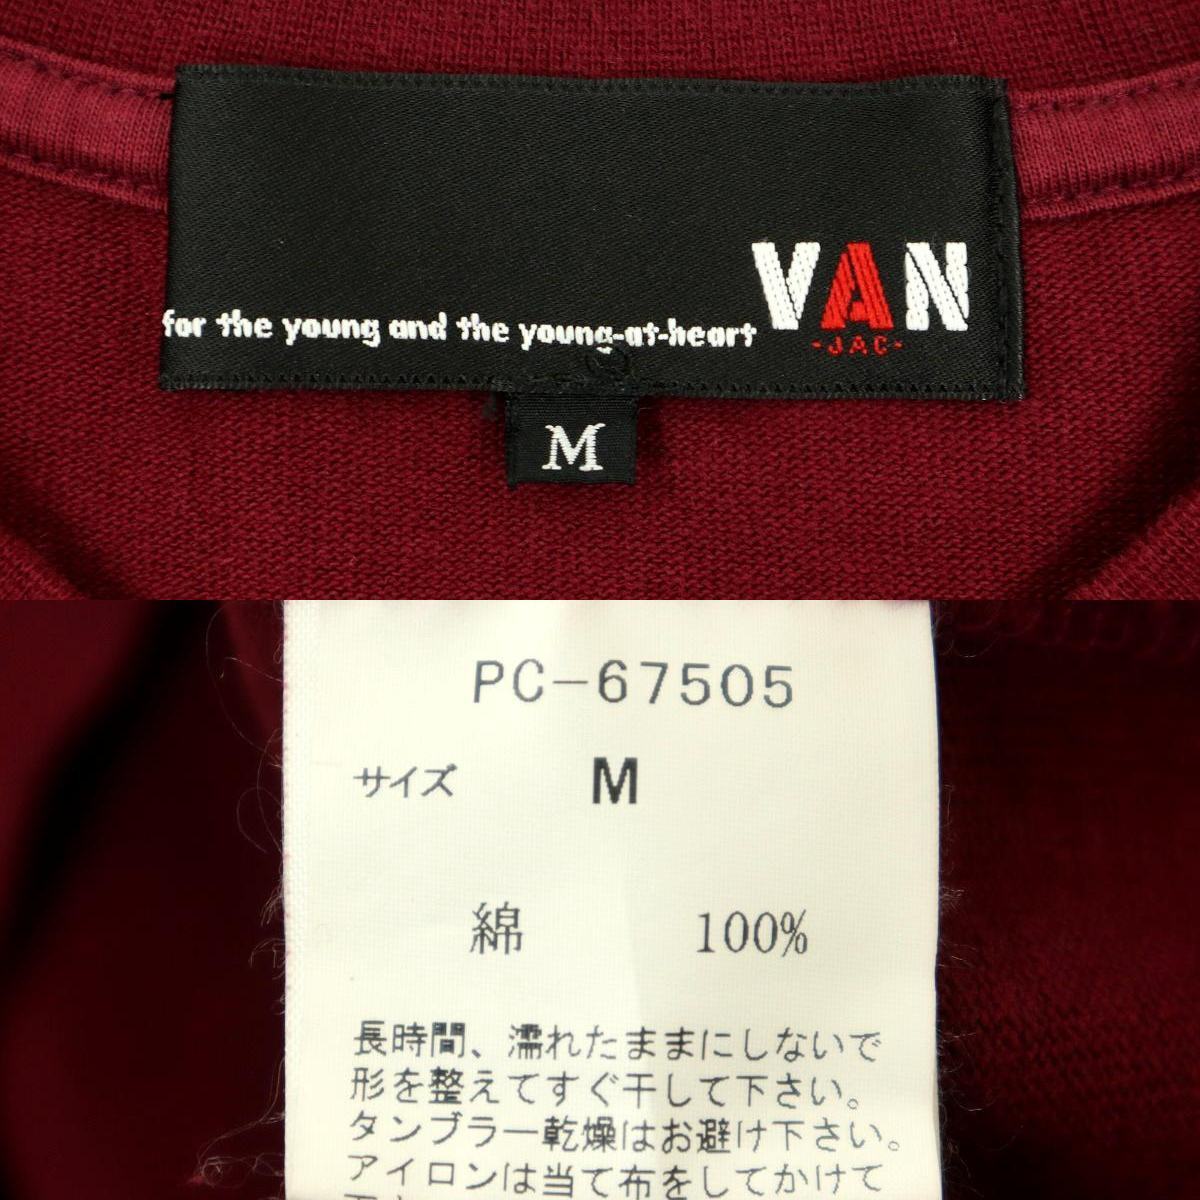 VAN
for the young and the young-at-heart
-JAC-
M
PC-67505
サイズ M
綿 100%
長時間、濡れたままにしないで
形を整えてすぐ干して下さい。
タンブラー乾燥はお避け下さい。
アイロンは当て布をしてかけて